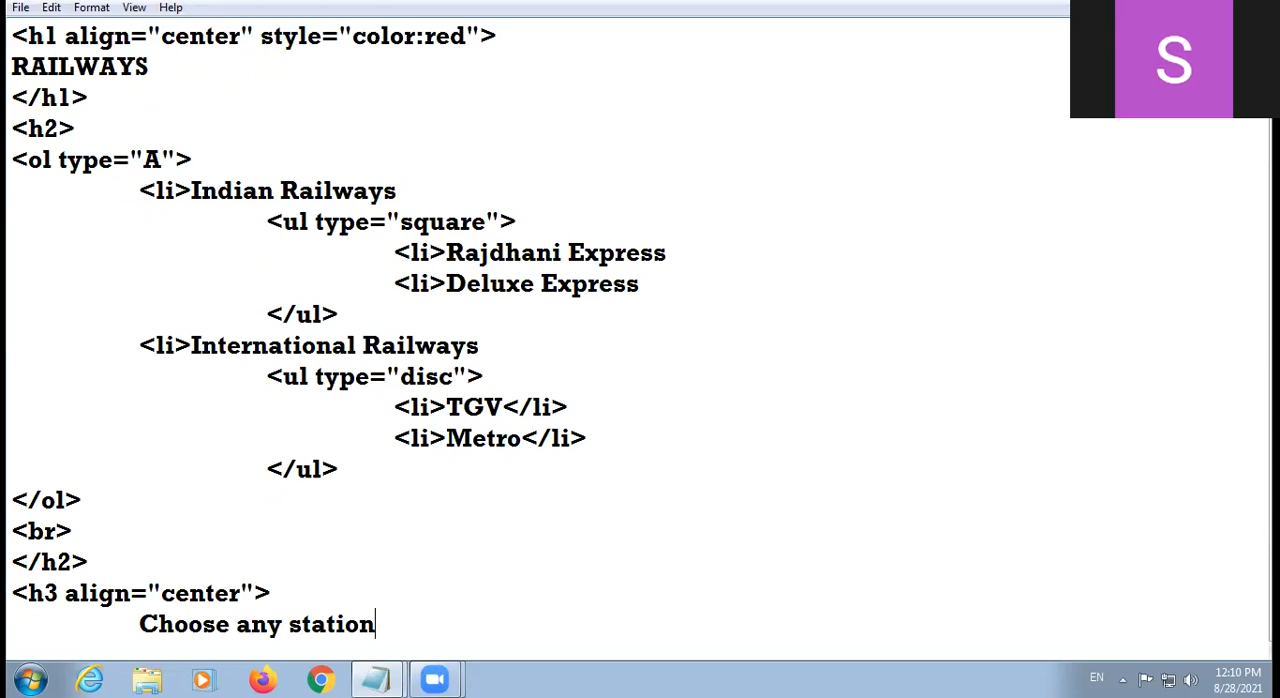 File Edit Format View Help
<h1 align="center" style="color:red">
RAILWAYS
</h1>
<h2>
<ol type="A">
<li>Indian Railways
<ul type="square">
<li>Rajdhani Express
<li>Deluxe Express
</ul>
<li>International Railways
<ul type="disc">
<li>TGV</li>
<li>Metro</li>
</ul>
</ol>
<br>
</h2>
<h3 align="center">
Choose any station
S
EN
12:10 PM
8/28/2021